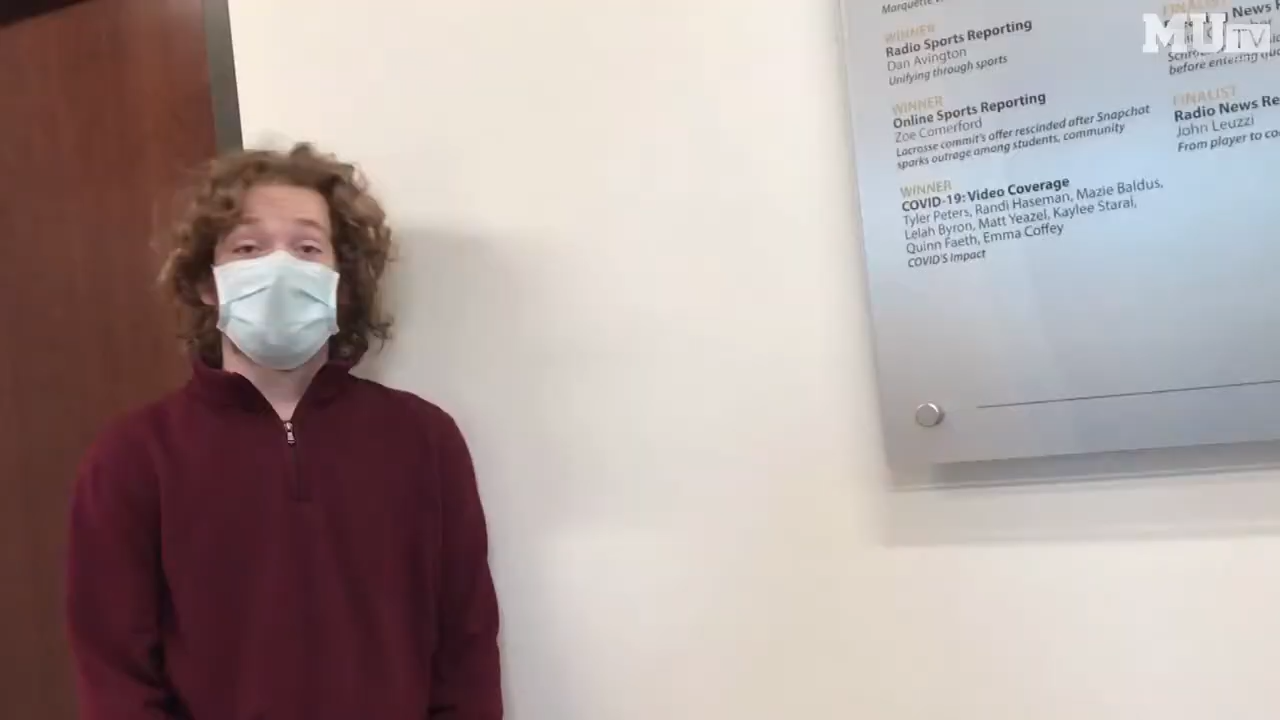 Marquette
WINNER
Radio Sports Reporting
Dan Avington
Unifying through sports
WINNER
Online Sports Reporting
Zoe Comerford
Lacrosse commit's offer rescinded after Snapchat
sparks outrage among students, community
WINNER
COVID-19: Video Coverage
Tyler Peters, Randi Haseman, Mazie Baldus,
Lelah Byron, Matt Yeazel, Kaylee Staral,
Quinn Faeth, Emma Coffey
COVID'S Impact
FINALIST
News
before entering
FINALIST
Radio News Re
John Leuzzi
From player to co
MUTV